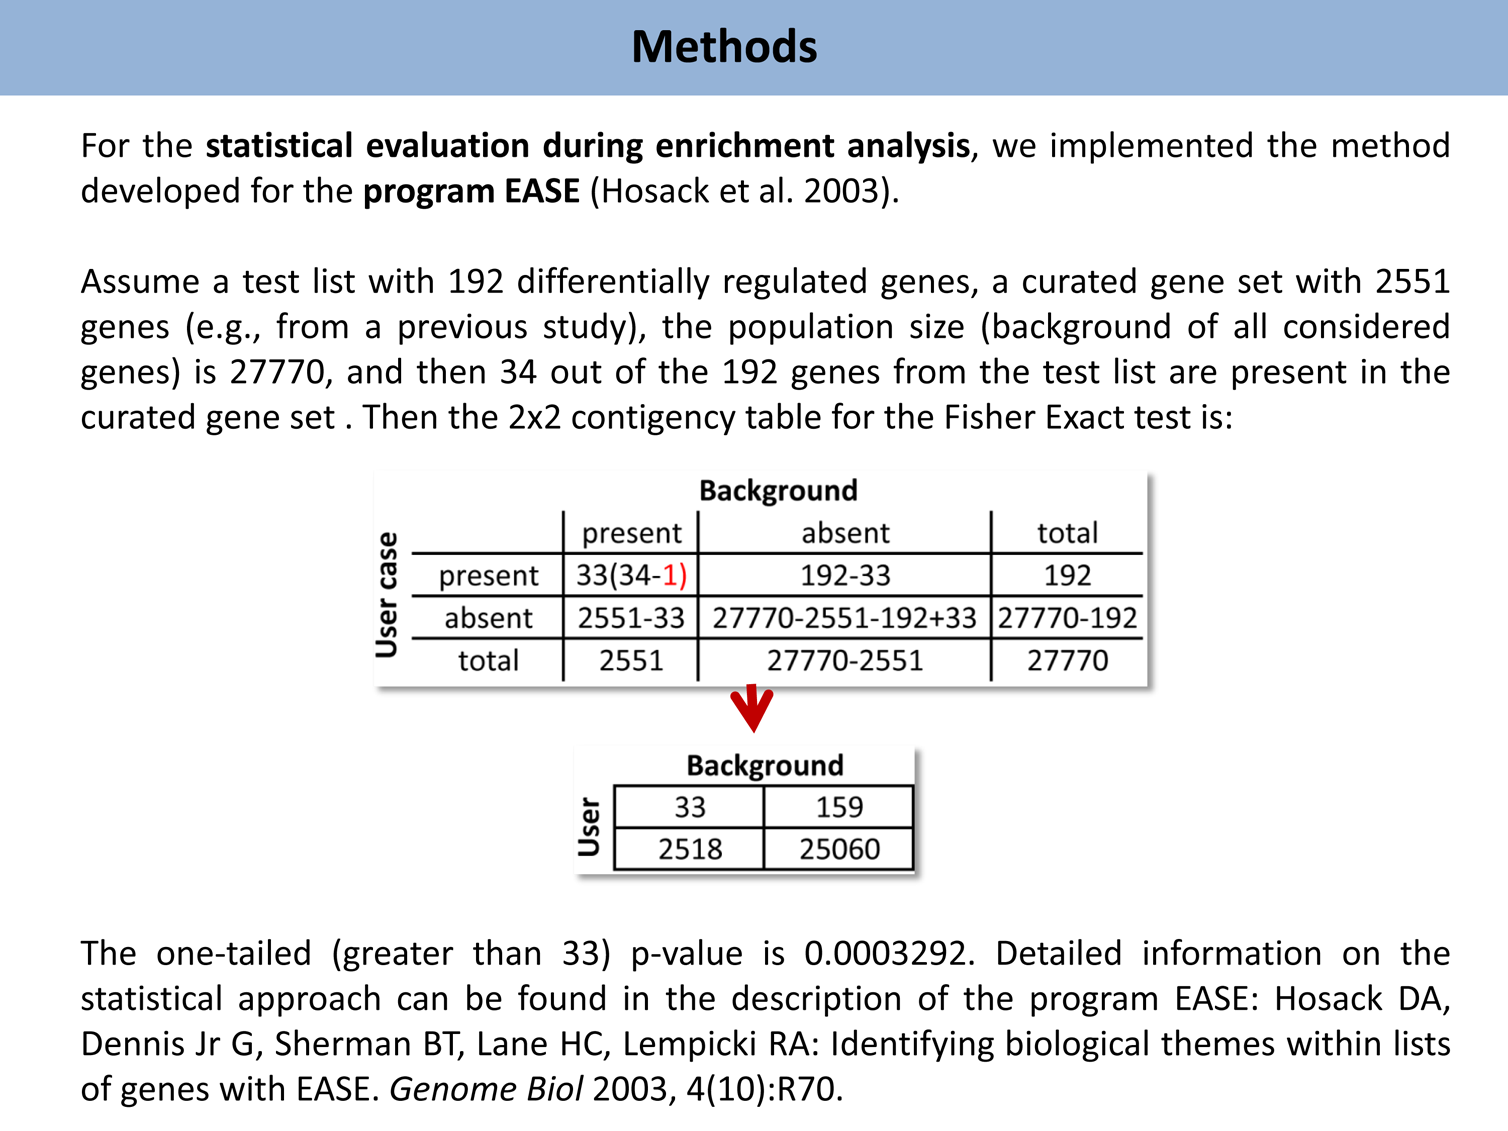 Methods
For the statistical evaluation during enrichment analysis, we implemented the method
developed for the program EASE (Hosack et al. 2003).
Assume a test list with 192 differentially regulated genes, a curated gene set with 2551
genes (e.g., from a previous study), the population size (background of all considered
genes) is 27770, and then 34 out of the 192 genes from the test list are present in the
curated gene set . Then the 2x2 contigency table for the Fisher Exact test is:
Background
User case
present absent total
present 33(34-1) 192-33 192
absent 2551-33 27770-2551-192+33 27770-192
total 2551 27770-2551 27770
Background
User
33 159
2518 25060
The one-tailed (greater than 33) p-value is 0.0003292. Detailed information on the
statistical approach can be found in the description of the program EASE: Hosack DA,
Dennis Jr G, Sherman BT, Lane HC, Lempicki RA: Identifying biological themes within lists
of genes with EASE. Genome Biol 2003, 4(10):R70.